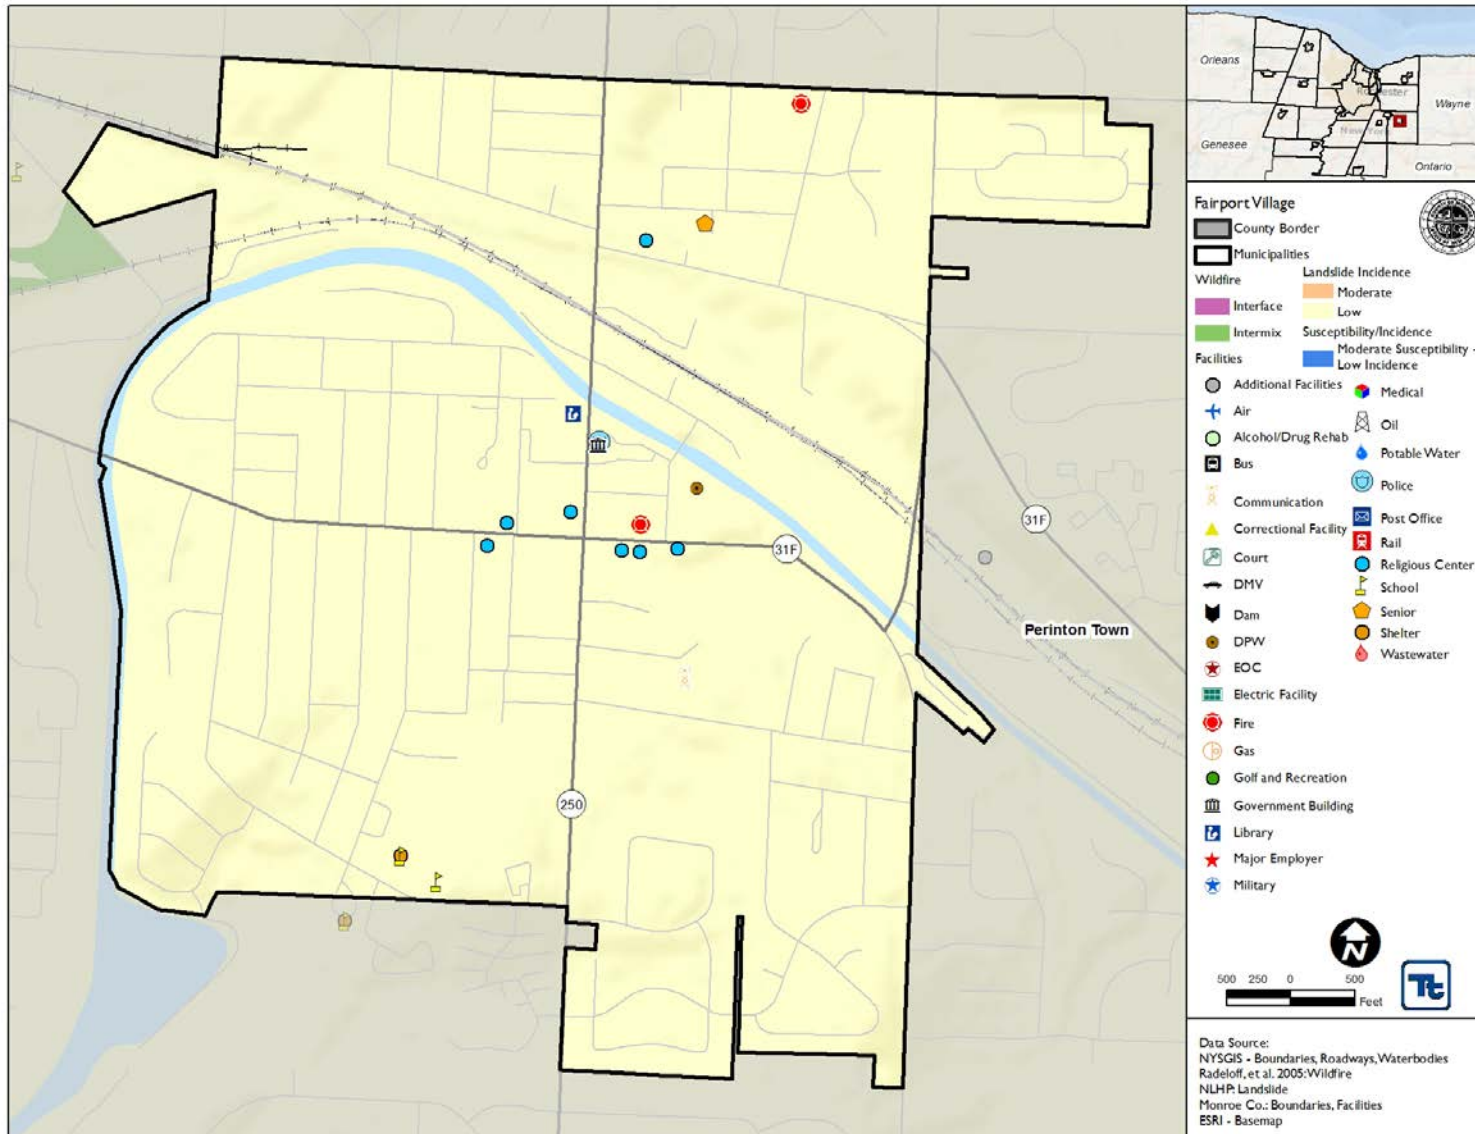 Orleans
Rochester
Wayne
New York
Genesee
Ontario
Fairport Village
County Border
Municipalities
Wildfire
Interface
Intermix
Landslide Incidence
Moderate
Low
Susceptibility/Incidence
Moderate Susceptibility -
Low Incidence
Facilities
Additional Facilities
Air
Alcohol/Drug Rehab
Bus
Communication
Correctional Facility
Court
DMV
Dam
DPW
EOC
Electric Facility
Fire
Gas
Golf and Recreation
Government Building
Library
Major Employer
Military
Medical
Oil
Potable Water
Police
Post Office
Rail
Religious Center
School
Senior
Shelter
Wastewater
31F
31F
Perinton Town
250
N
500 250 0 500
Feet
Tt
Data Source:
NYSGIS - Boundaries, Roadways, Waterbodies
Radeloff, et al. 2005: Wildfire
NLHP: Landslide
Monroe Co.: Boundaries, Facilities
ESRI - Basemap